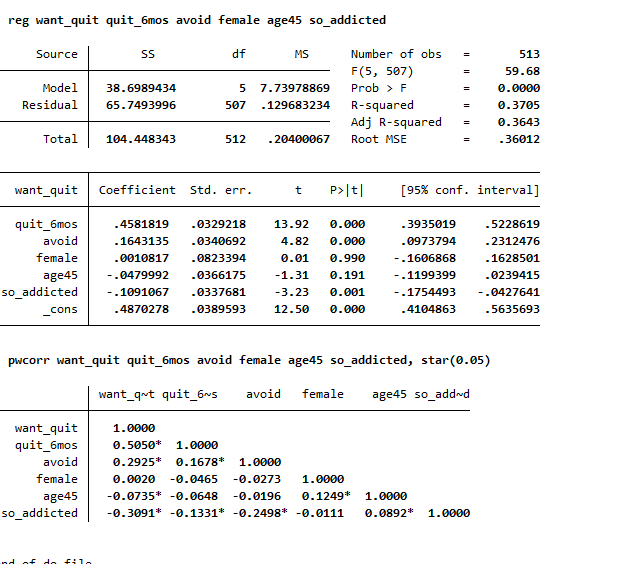 reg want_quit quit_6mos avoid female age45 so_addicted
Source SS df MS Number of obs = 513
F(5, 507) = 59.68
Model 38.6989434 5 7.73978869 Prob > F = 0.0000
Residual 65.7493996 507 .129683234 R-squared = 0.3705
Adj R-squared = 0.3643
Total 104.448343 512 .20400067 Root MSE = .36012
want_quit Coefficient Std. err. t P>|t| [95% conf. interval]
quit_6mos .4581819 .0329218 13.92 0.000 .3935019 .5228619
avoid .1643135 .0340692 4.82 0.000 .0973794 .2312476
female .0010817 .0823394 0.01 0.990 -.1606868 .1628501
age45 -.0479992 .0366175 -1.31 0.191 -.1199399 .0239415
so_addicted -.1091067 .0337681 -3.23 0.001 -.1754493 -.0427641
_cons .4870278 .0389593 12.50 0.000 .4104863 .5635693
pwcorr want_quit quit_6mos avoid female age45 so_addicted, star(0.05)
want_q~t quit_6~s avoid female age45 so_add~d
want_quit 1.0000
quit_6mos 0.5050* 1.0000
avoid 0.2925* 0.1678* 1.0000
female 0.0020 -0.0465 -0.0273 1.0000
age45 -0.0735* -0.0648 -0.0196 0.1249* 1.0000
so_addicted -0.3091* -0.1331* -0.2498* -0.0111 0.0892* 1.0000
nd of do-file